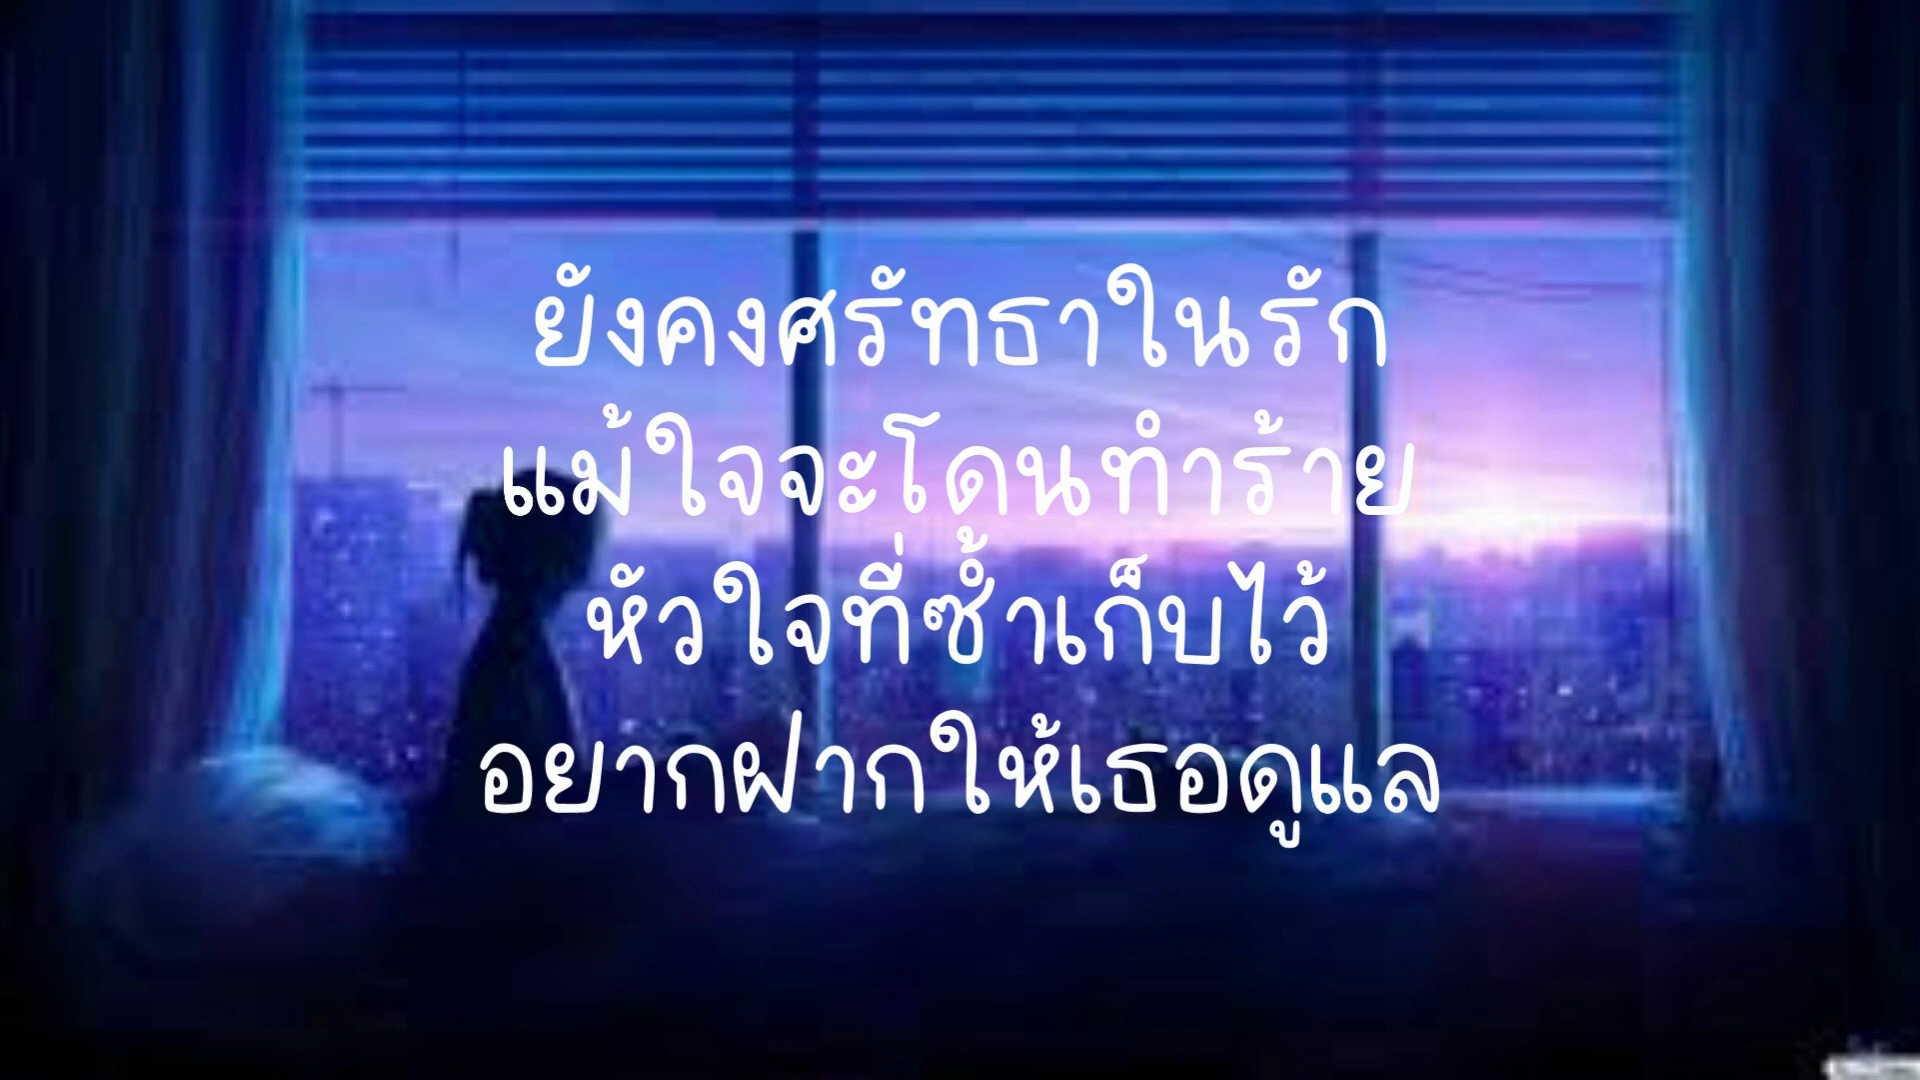 ยังคงศรัทธาในรัก
แม้ใจจะโดนทำร้าย
หัวใจที่ซ้ำเก็บไว้
อยากฝากให้เธอดูแล